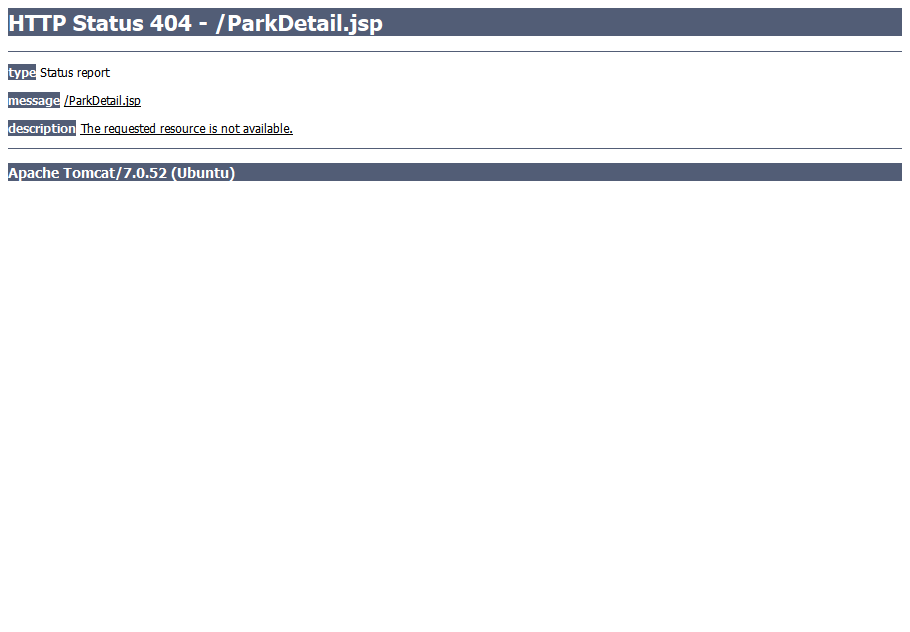 HTTP Status 404 - /ParkDetail.jsp
type Status report
message /ParkDetail.jsp
description The requested resource is not available.
Apache Tomcat/7.0.52 (Ubuntu)